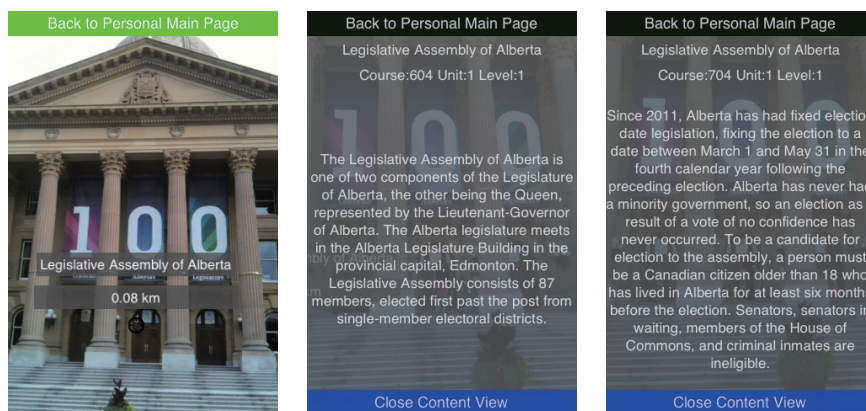 Back to Personal Main Page
100
Legislative Assembly of Alberta
0.08 km
Back to Personal Main Page
Legislative Assembly of Alberta
Course:604 Unit:1 Level:1
The Legislative Assembly of Alberta is
one of two components of the Legislature
of Alberta, the other being the Queen,
represented by the Lieutenant-Governor
of Alberta. The Alberta legislature meets
in the Alberta Legislature Building in the
provincial capital, Edmonton. The
Legislative Assembly consists of 87
members, elected first past the post from
single-member electoral districts.
Close Content View
Back to Personal Main Page
Legislative Assembly of Alberta
Course:704 Unit:1 Level:1
Since 2011, Alberta has had fixed electio
date legislation, fixing the election to a
date between March 1 and May 31 in the
fourth calendar year following the
preceding election. Alberta has never had
a minority government, so an election as
result of a vote of no confidence has
never occurred. To be a candidate for
election to the assembly, a person must
be a Canadian citizen older than 18 who
has lived in Alberta for at least six month
before the election. Senators, senators in
waiting, members of the House of
Commons, and criminal inmates are
ineligible.
Close Content View